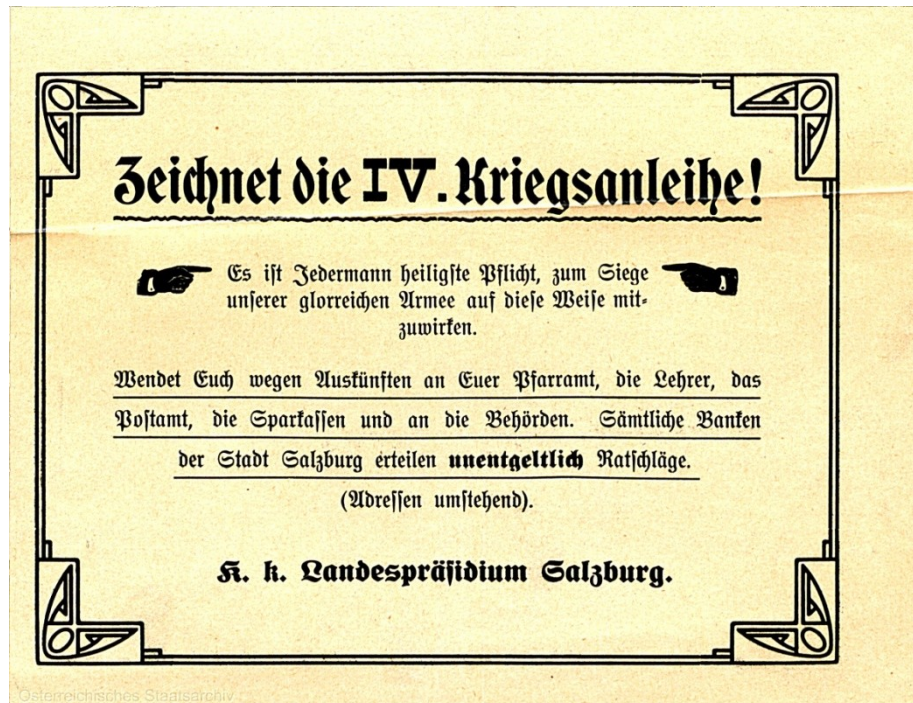 Zeichnet die IV. Kriegsanleihe!
Es ist Jedermann heiligste Pflicht, zum Siege
unserer glorreichen Armee auf diese Weise mit-
zuwirken.
Wendet Euch wegen Auskünften an Euer Pfarramt, die Lehrer, das
Postamt, die Sparkassen und an die Behörden. Sämtliche Banken
der Stadt Salzburg erteilen unentgeltlich Ratschläge.
(Adressen umstehend).
K. k. Landespräsidium Salzburg.
Österreichisches Staatsarchiv